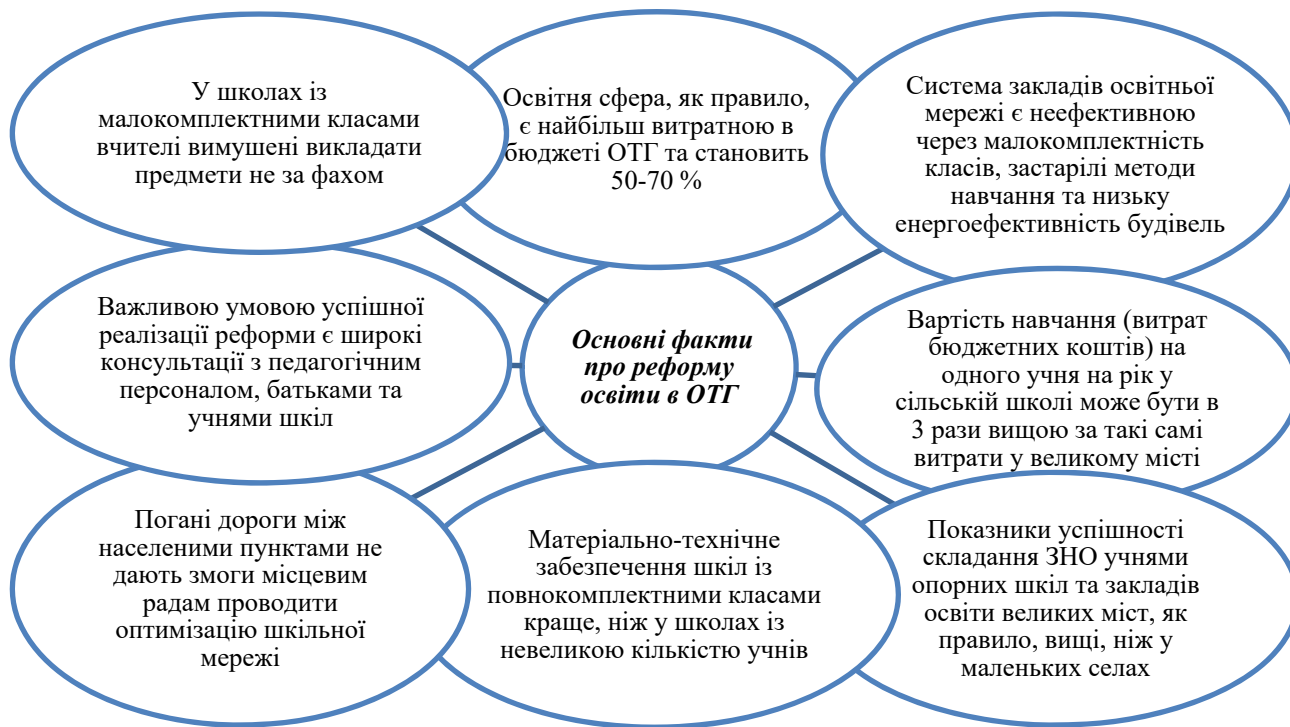 У школах із
малокомплектними класами
вчителі вимушені викладати
предмети не за фахом
Освітня сфера, як правило,
є найбільш витратною в
бюджеті ОТГ та становить
50-70 %
Система закладів освітньої
мережі є неефективною
через малокомплектність
класів, застарілі методи
навчання та низьку
енергоефективність будівель
Важливою умовою успішної
реалізації реформи є широкі
консультації з педагогічним
персоналом, батьками та
учнями шкіл
Основні факти
про реформу
освіти в ОТГ
Вартість навчання (витрат
бюджетних коштів) на
одного учня на рік у
сільській школі може бути в
3 рази вищою за такі самі
витрати у великому місті
Погані дороги між
населеними пунктами не
дають змоги місцевим
радам проводити
оптимізацію шкільної
мережі
Матеріально-технічне
забезпечення шкіл із
повнокомплектними класами
краще, ніж у школах із
невеликою кількістю учнів
Показники успішності
складання ЗНО учнями
опорних шкіл та закладів
освіти великих міст, як
правило, вищі, ніж у
маленьких селах